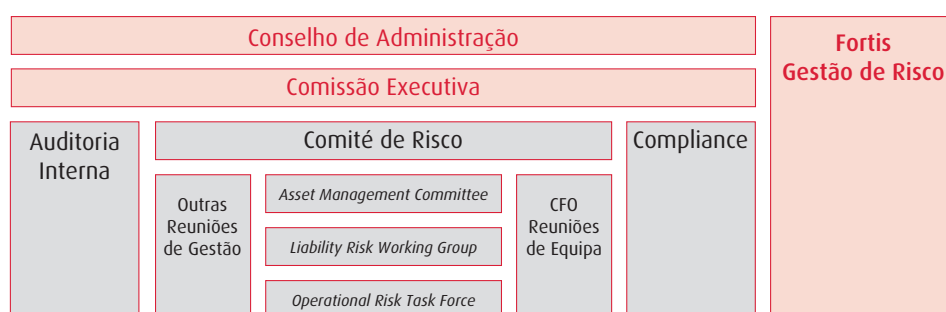 Conselho de Administração
Fortis
Gestão de Risco
Comissão Executiva
Auditoria
Interna
Comité de Risco
Compliance
Outras
Reuniões
de Gestão
Asset Management Committee
Liability Risk Working Group
Operational Risk Task Force
CFO
Reuniões
de Equipa